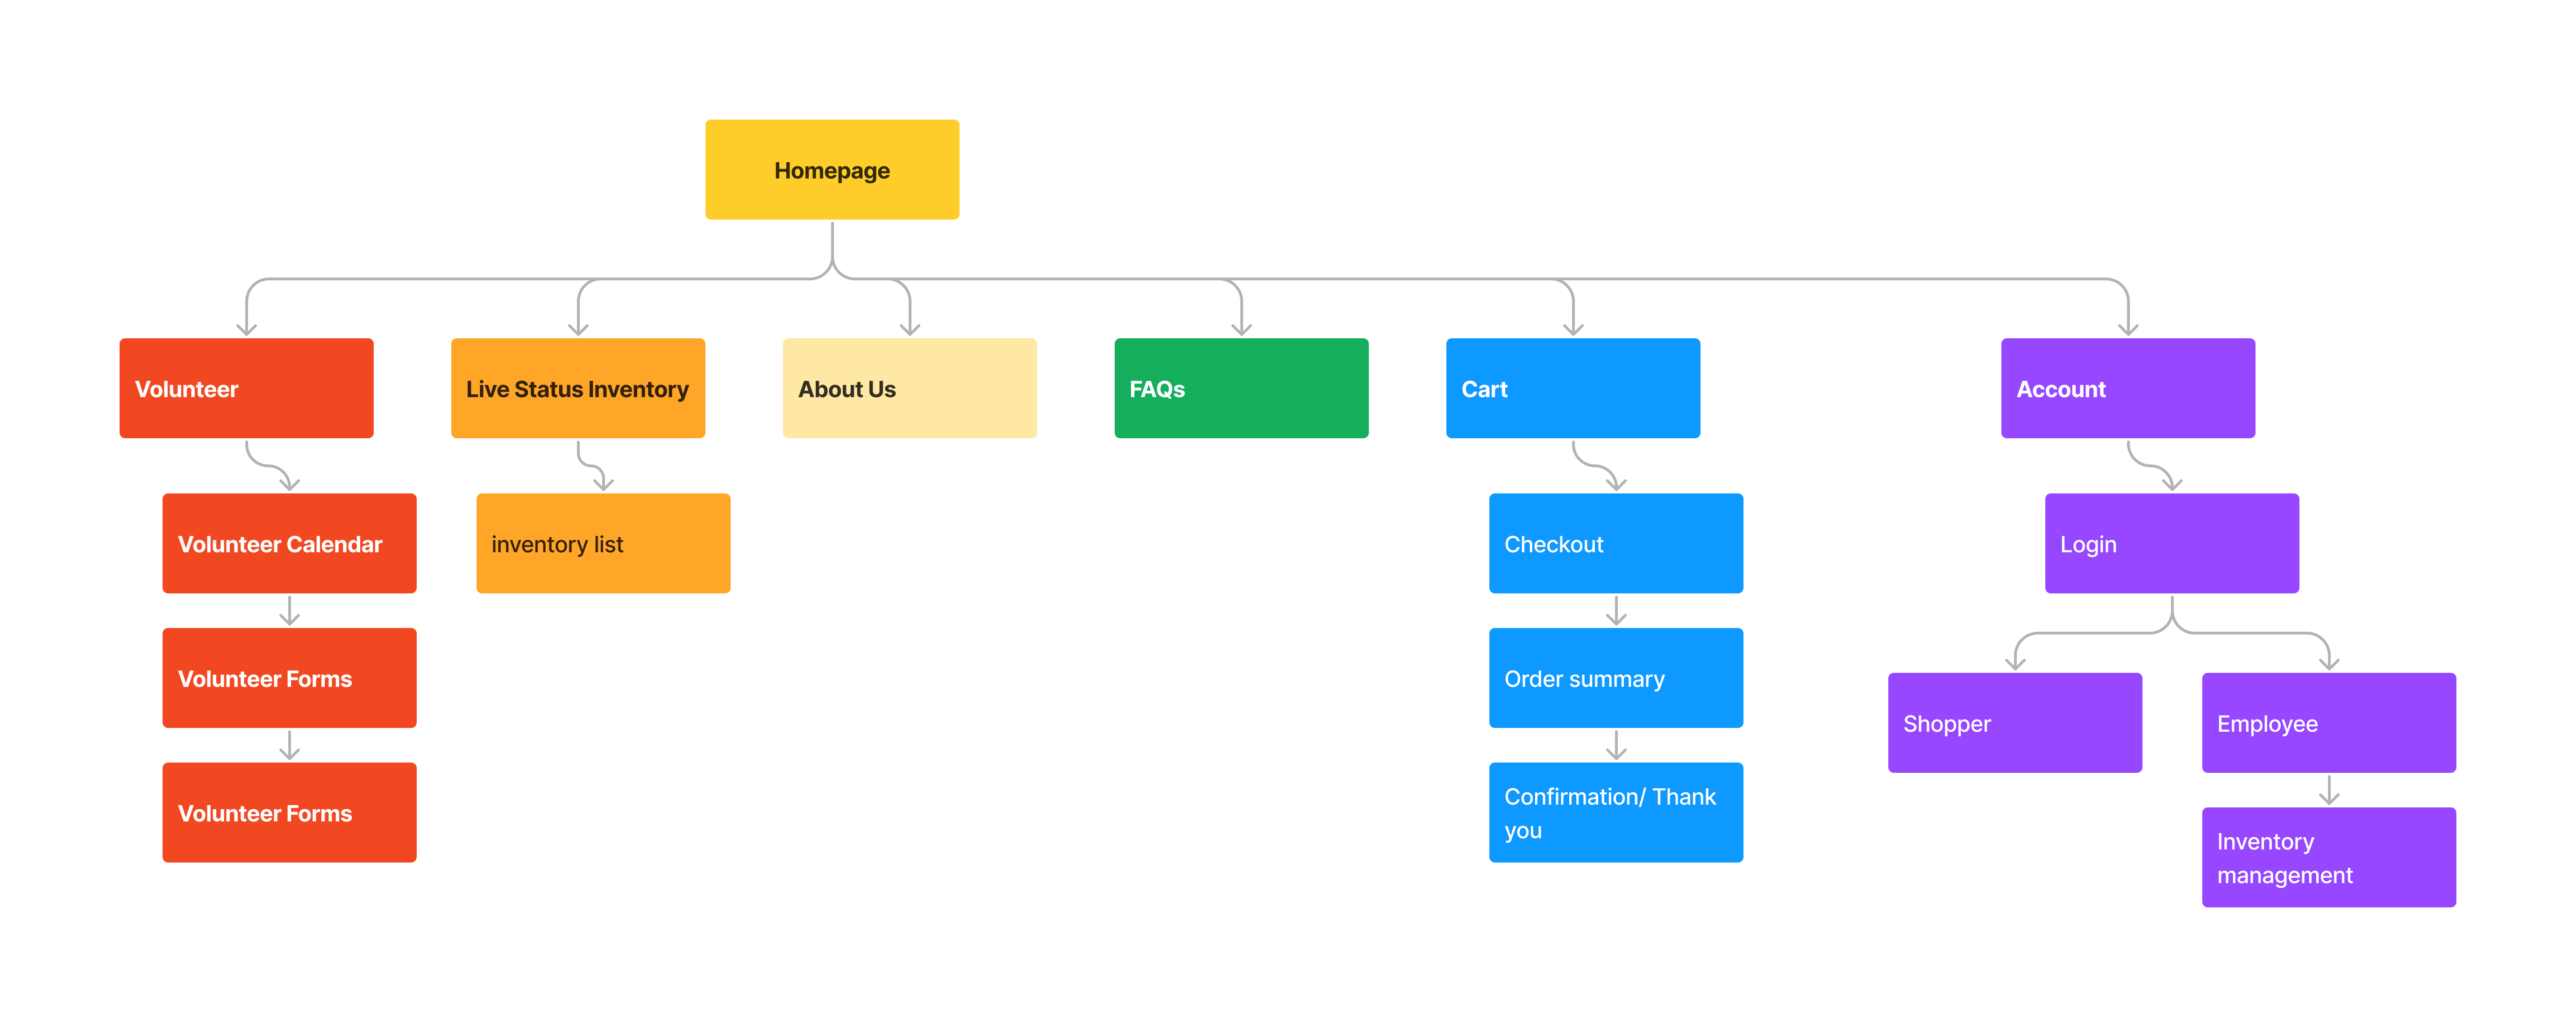 Homepage
Volunteer
Live Status Inventory
About Us
FAQs
Cart
Account
Volunteer Calendar
inventory list
Checkout
Login
Volunteer Forms
Order summary
Shopper
Employee
Volunteer Forms
Confirmation/ Thank
you
Inventory
management